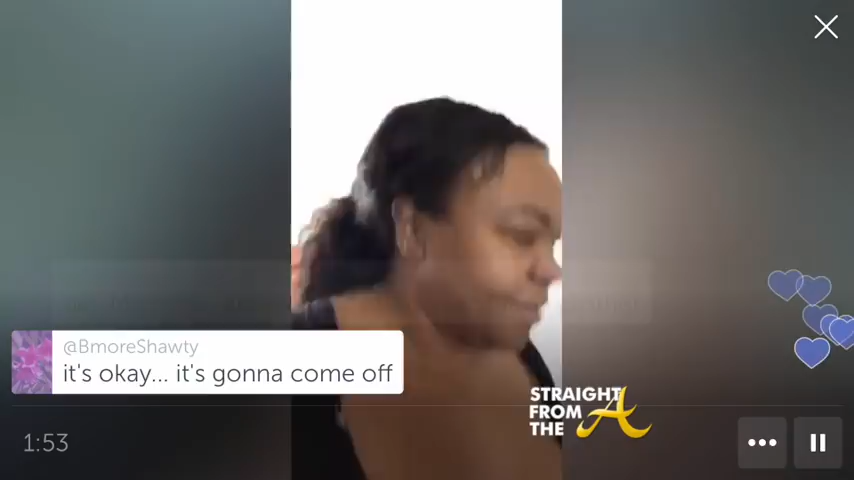 @BmoreShawty
it's okay... it's gonna come off
STRAIGHT
FROM
THE A
1:53